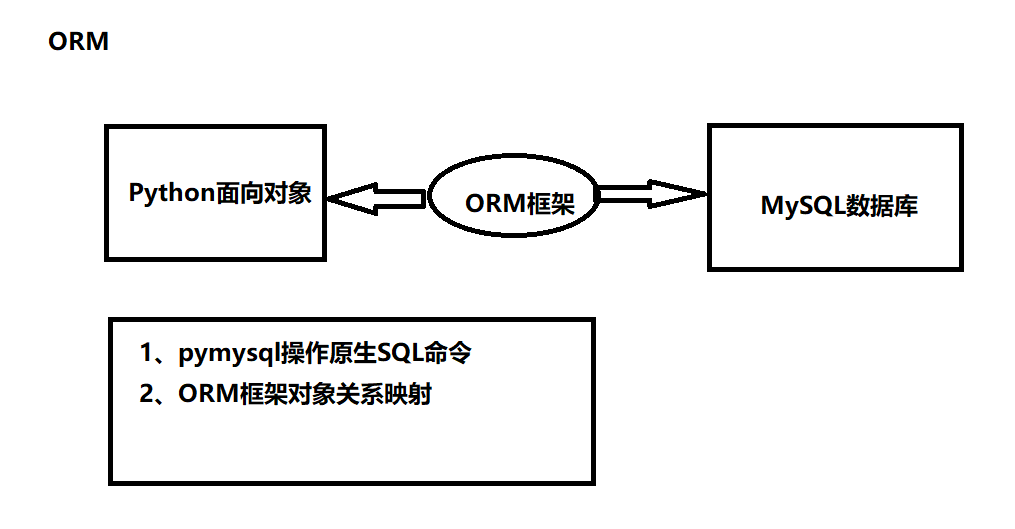 ORM
Python面向对象
ORM框架
MySQL数据库
1、pymysql操作原生SQL命令
2、ORM框架对象关系映射